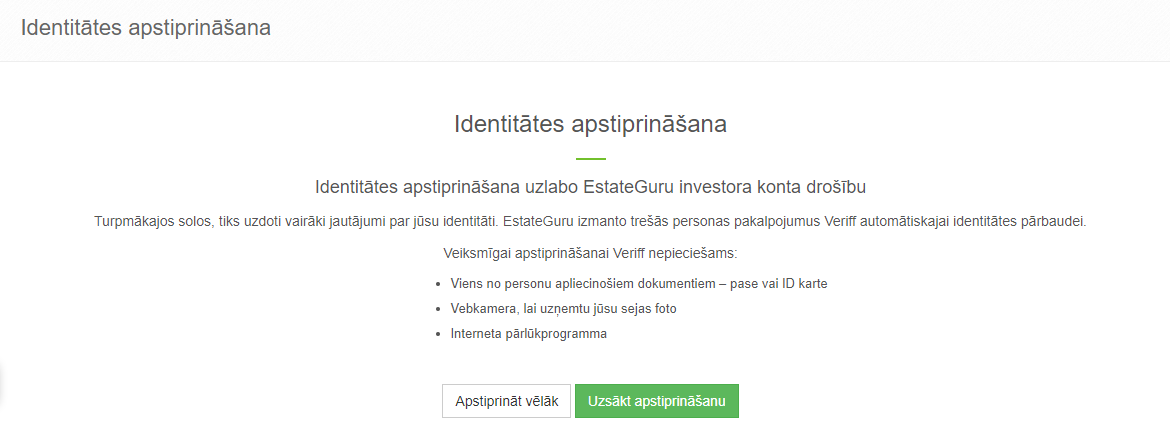 Identitātes apstiprināšana
Identitātes apstiprināšana
Identitātes apstiprināšana uzlabo EstateGuru investora konta drošību
Turpmākajos solos, tiks uzdoti vairāki jautājumi par jūsu identitāti. EstateGuru izmanto trešās personas pakalpojumus Veriff automātiskajai identitātes pārbaudei.
Veiksmīgai apstiprināšanai Veriff nepieciešams:
• Viens no personu apliecinošiem dokumentiem – pase vai ID karte
• Vebkamera, lai uzņemtu jūsu sejas foto
• Interneta pārlūkprogramma
Apstiprināt vēlāk Uzsākt apstiprināšanu